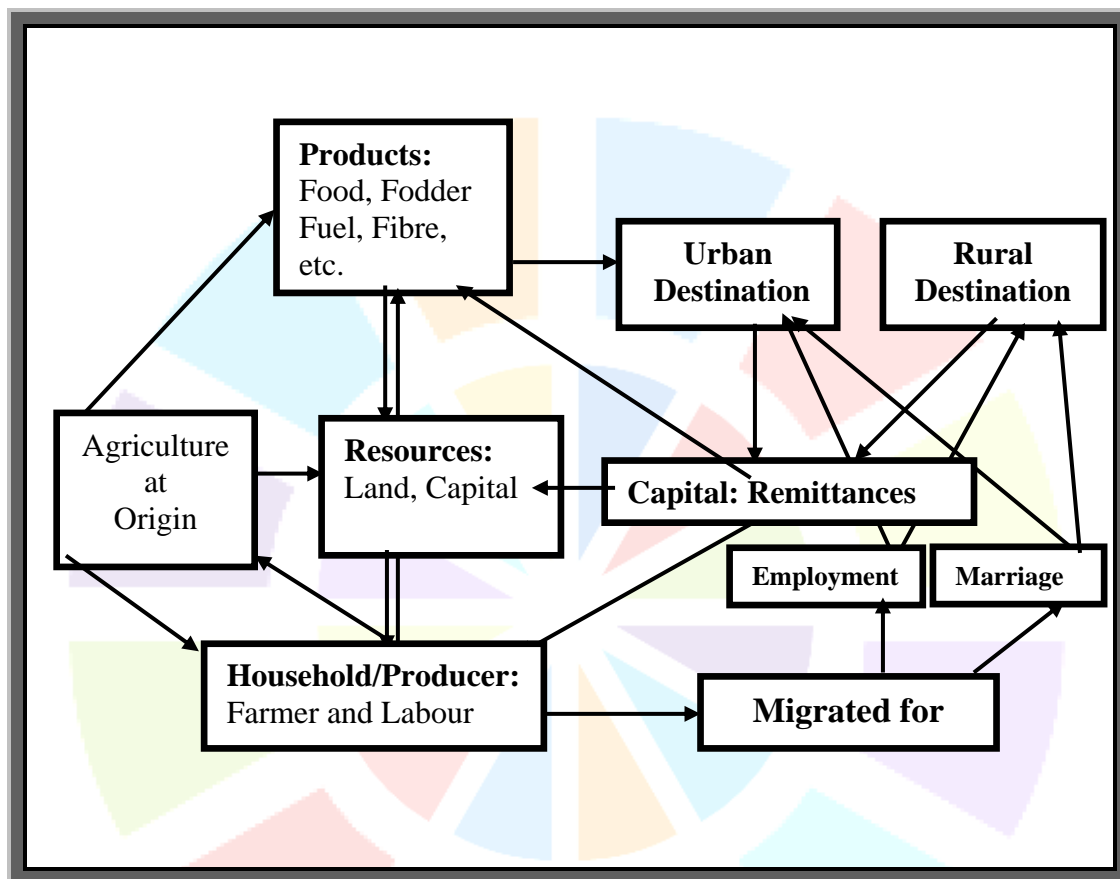 Products:
Food, Fodder
Fuel, Fibre,
etc.
Urban
Destination
Rural
Destination
Agriculture
at
Origin
Resources:
Land, Capital
Capital: Remittances
Employment
Marriage
Household/Producer:
Farmer and Labour
Migrated for